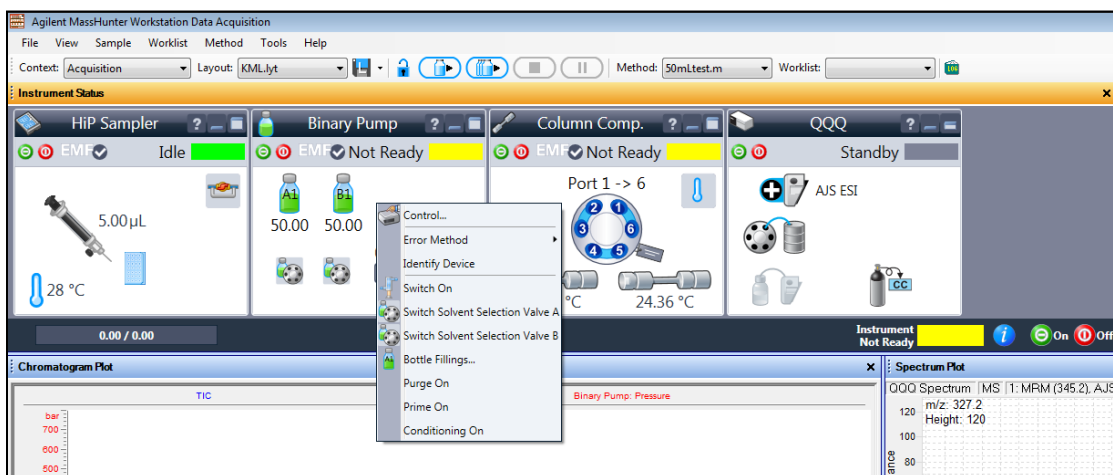 Agilent MassHunter Workstation Data Acquisition
File View Sample Worklist Method Tools Help
Context: Acquisition Layout: KML.lyt Method: 50mLtest.m Worklist: LOG
Instrument Status
HiP Sampler ? Binary Pump ? Column Comp. ? QQQ ?
EMF Idle EMF Not Ready EMF Not Ready Standby
Port 1 -> 6
A1 B1 2 1 AJS ESI
5.00 µL 50.00 50.00 3 6
4 5
28 °C °C 24.36 °C CC
Control...
Error Method
Identify Device
Switch On
Switch Solvent Selection Valve A
Switch Solvent Selection Valve B
Bottle Fillings...
Purge On
Prime On
Conditioning On
0.00 / 0.00 Instrument Not Ready On Off
Chromatogram Plot Spectrum Plot
TIC Binary Pump: Pressure QQQ Spectrum MS 1: MRM (345.2), AJS
bar m/z: 327.2
700 120 Height: 120
600 100
500 80